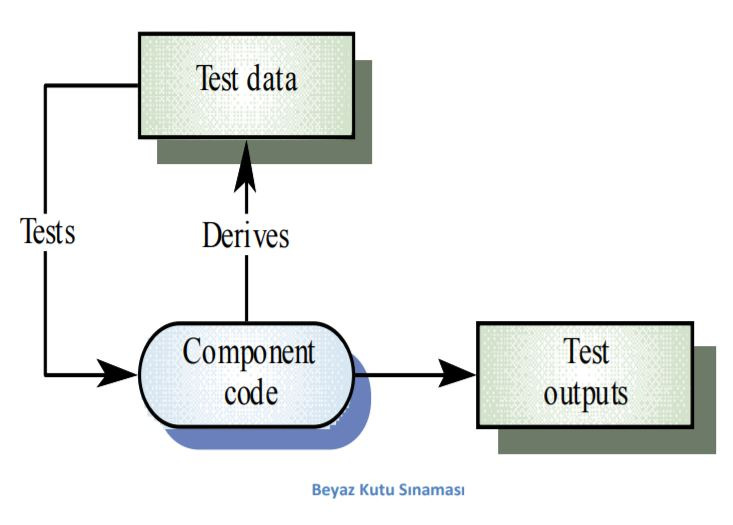 Test data
Tests
Derives
Component
code
Test
outputs
Beyaz Kutu Sınaması